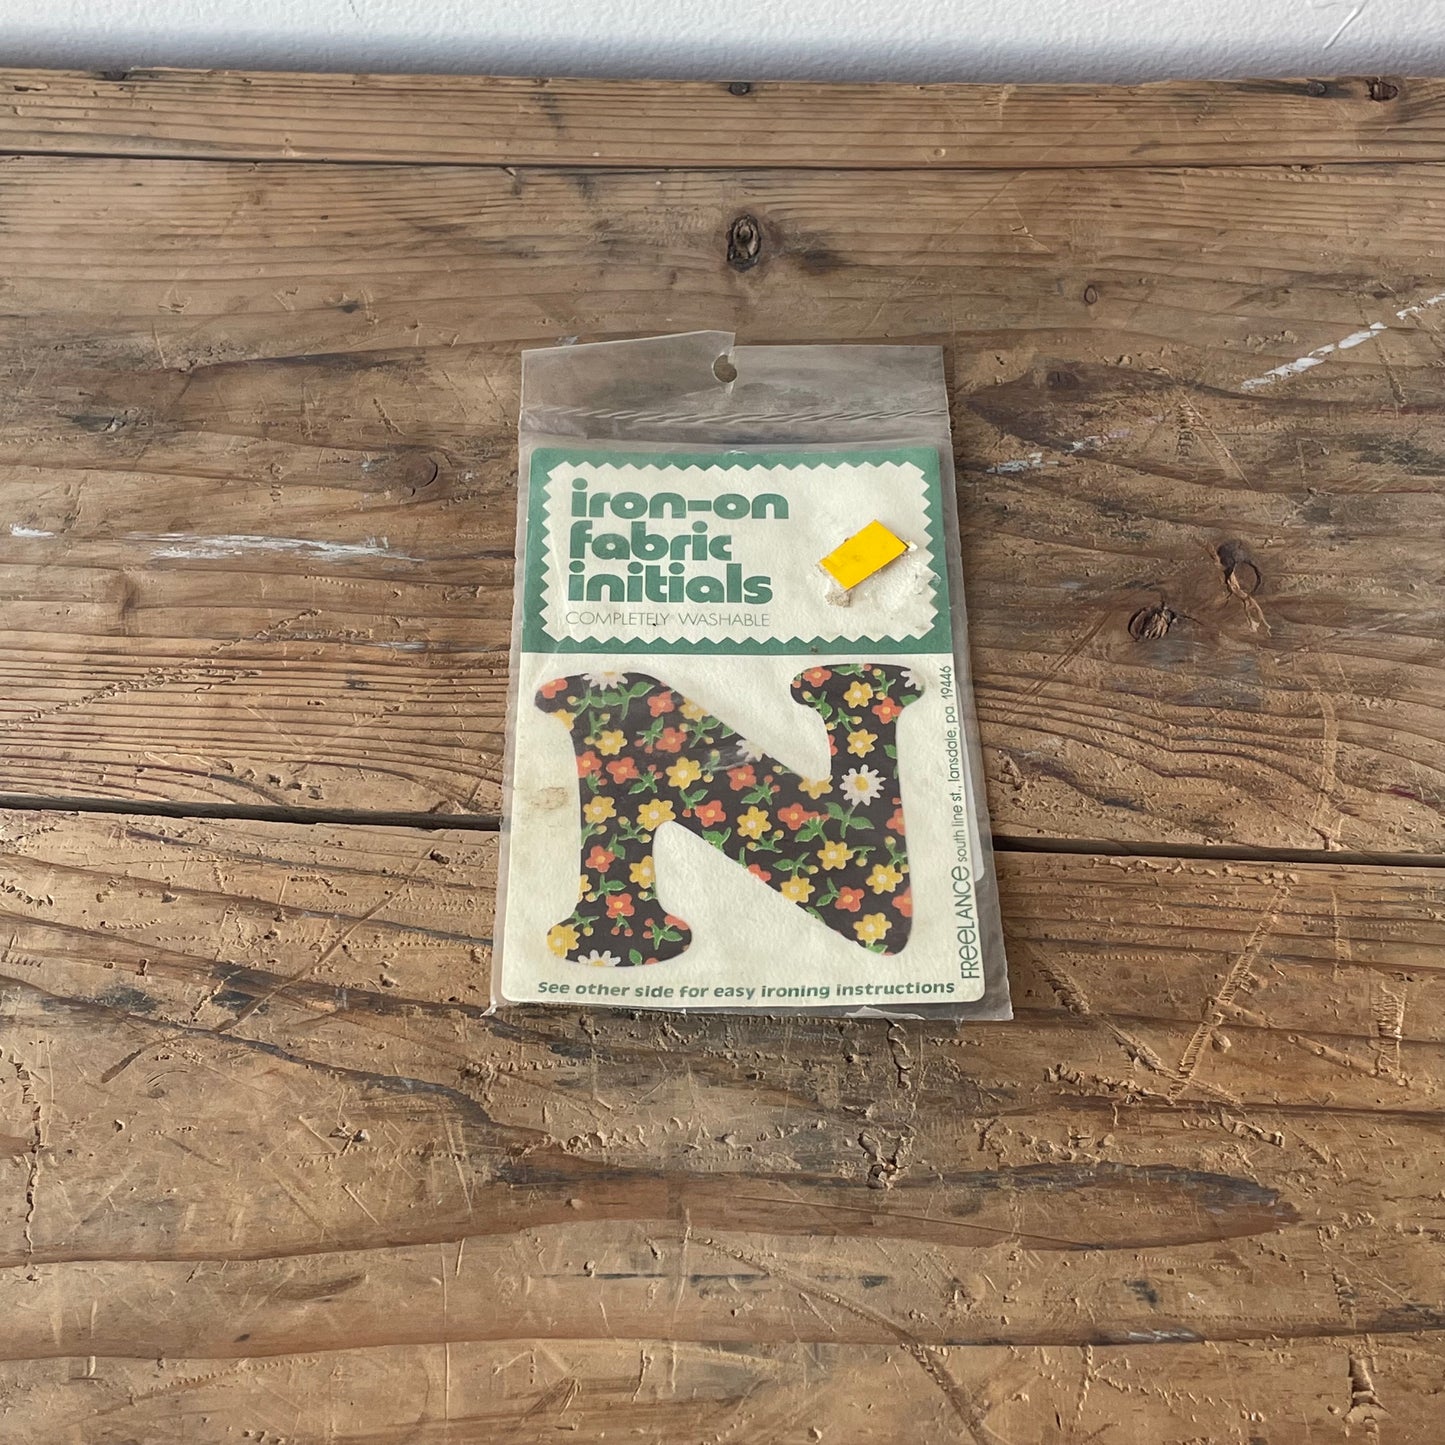 iron-on
fabric
initials
COMPLETELY WASHABLE
N
FReeLANCe south line st., lansdale, pa. 19446
See other side for easy ironing instructions